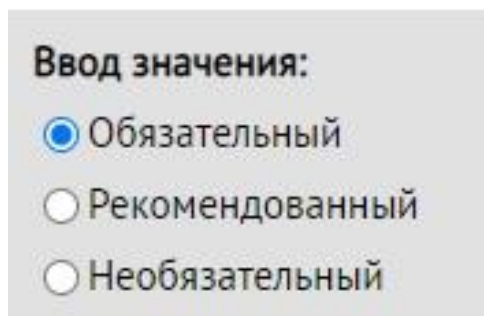 Ввод значения:
Обязательный
Рекомендованный
Необязательный